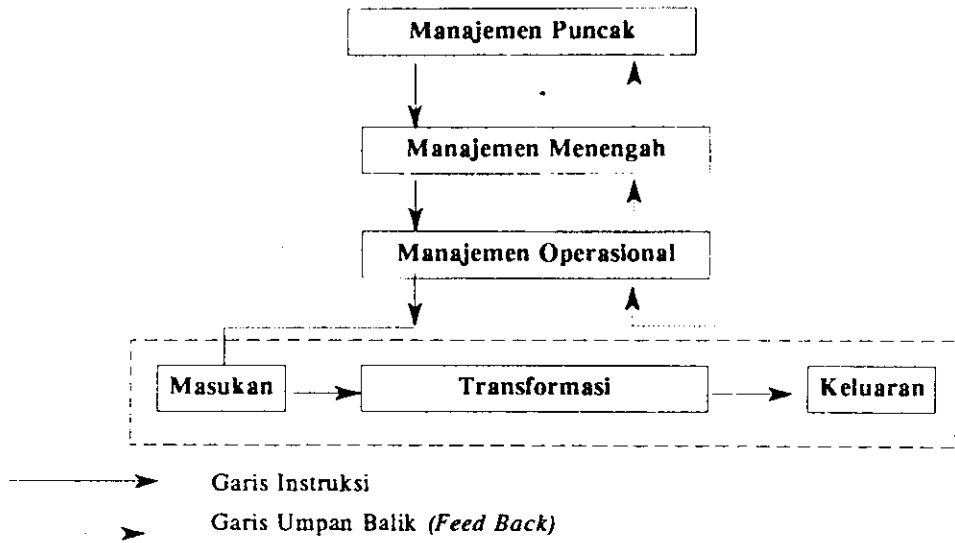 Manajemen Puncak
Manajemen Menengah
Manajemen Operasional
Masukan
Transformasi
Keluaran
Garis Instruksi
Garis Umpan Balik (Feed Back)